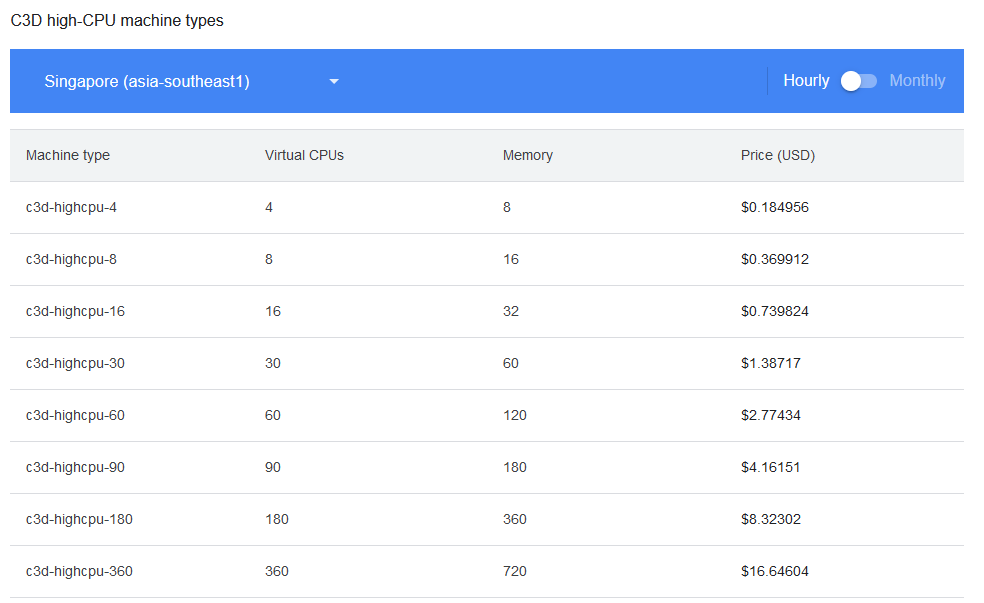 C3D high-CPU machine types
Singapore (asia-southeast1) Hourly Monthly
Machine type Virtual CPUs Memory Price (USD)
c3d-highcpu-4 4 8 $0.184956
c3d-highcpu-8 8 16 $0.369912
c3d-highcpu-16 16 32 $0.739824
c3d-highcpu-30 30 60 $1.38717
c3d-highcpu-60 60 120 $2.77434
c3d-highcpu-90 90 180 $4.16151
c3d-highcpu-180 180 360 $8.32302
c3d-highcpu-360 360 720 $16.64604